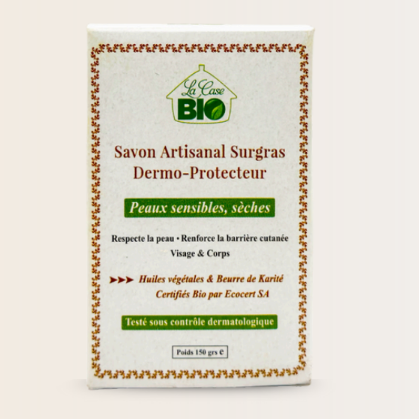 La Case
BIO
Savon Artisanal Surgras
Dermo-Protecteur
Peaux sensibles, sèches
Respecte la peau • Renforce la barrière cutanée
Visage & Corps
Huiles végétales & Beurre de Karité
Certifiés Bio par Ecocert SA
Testé sous contrôle dermatologique
Poids 150 grs e